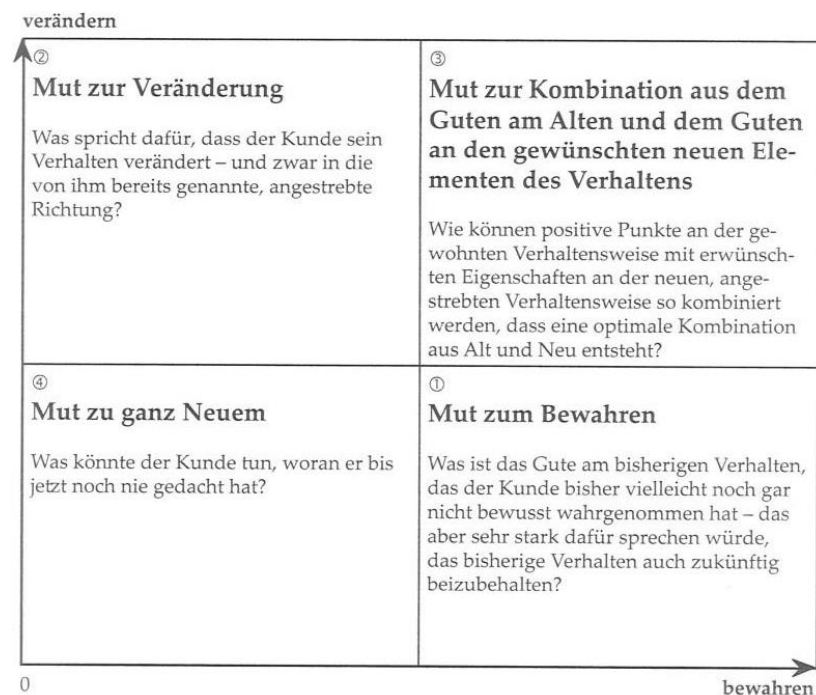 verändern
②
Mut zur Veränderung
Was spricht dafür, dass der Kunde sein
Verhalten verändert – und zwar in die
von ihm bereits genannte, angestrebte
Richtung?
③
Mut zur Kombination aus dem
Guten am Alten und dem Guten
an den gewünschten neuen Ele-
menten des Verhaltens
Wie können positive Punkte an der ge-
wohnten Verhaltensweise mit erwünsch-
ten Eigenschaften an der neuen, ange-
strebten Verhaltensweise so kombiniert
werden, dass eine optimale Kombination
aus Alt und Neu entsteht?
④
Mut zu ganz Neuem
Was könnte der Kunde tun, woran er bis
jetzt noch nie gedacht hat?
①
Mut zum Bewahren
Was ist das Gute am bisherigen Verhalten,
das der Kunde bisher vielleicht noch gar
nicht bewusst wahrgenommen hat – das
aber sehr stark dafür sprechen würde,
das bisherige Verhalten auch zukünftig
beizubehalten?
0
bewahren